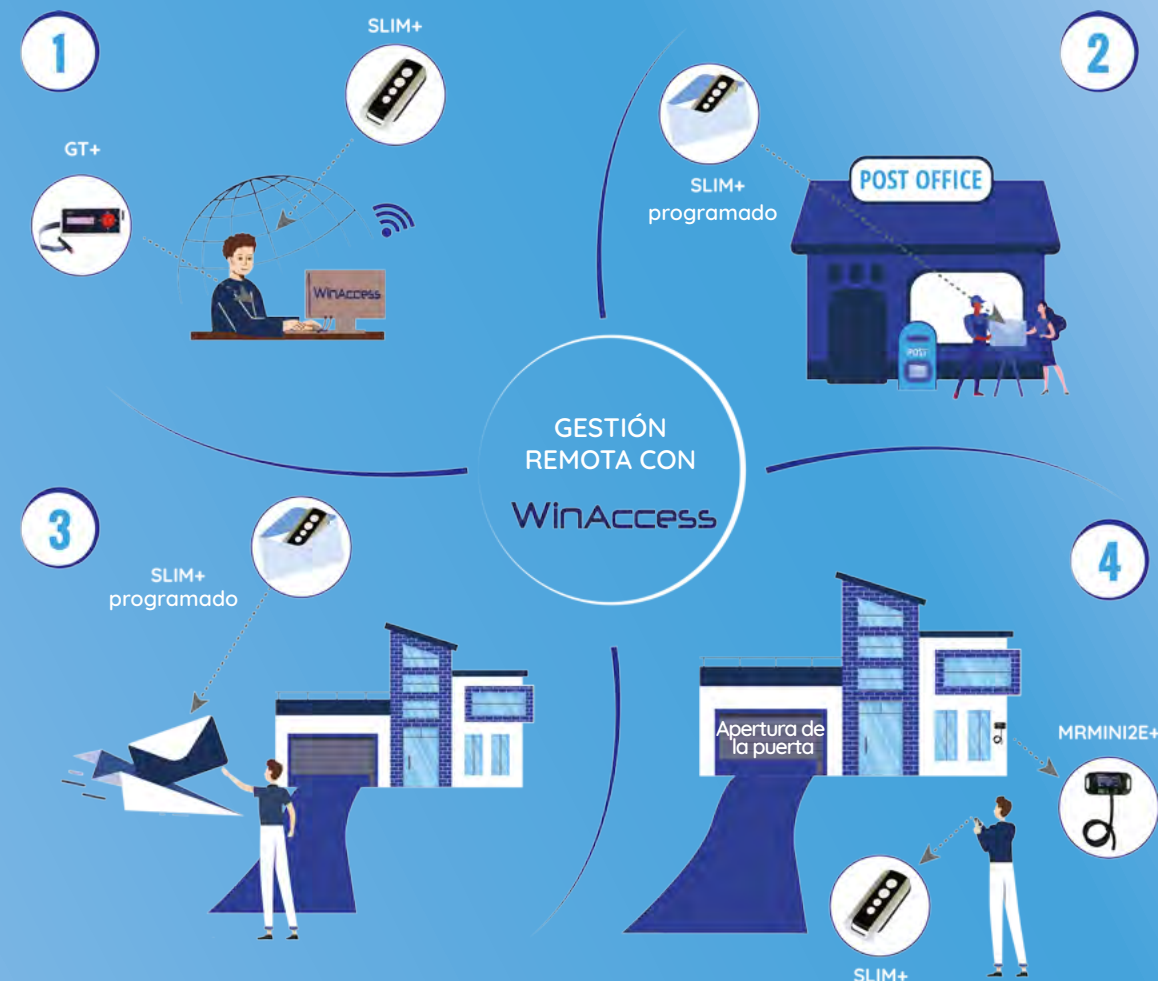 1
SLIM+
GT+
WinAccess
2
SLIM+
programado
POST OFFICE
POST
GESTIÓN
REMOTA CON
WinAccess
3
SLIM+
programado
4
Apertura de
la puerta
MRMINI2E+
SLIM+